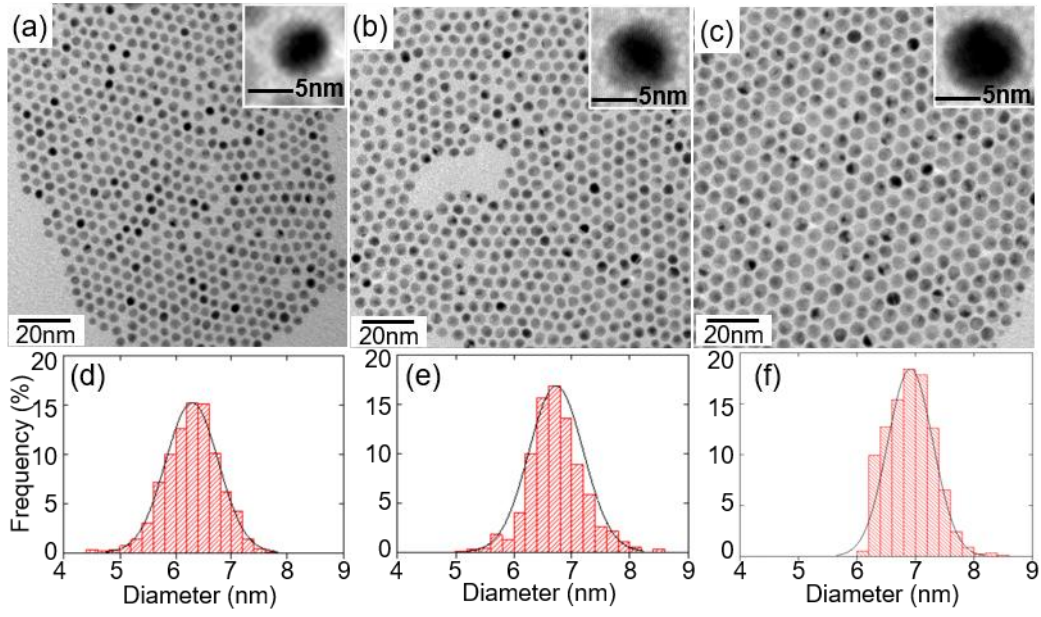 (a)
5nm
20nm
(b)
5nm
20nm
(c)
5nm
20nm
(d)
Frequency (%)
20
15
10
5
0
4 5 6 7 8 9
Diameter (nm)
(e)
20
15
10
5
0
4 5 6 7 8 9
Diameter (nm)
(f)
20
15
10
5
0
4 5 6 7 8 9
Diameter (nm)